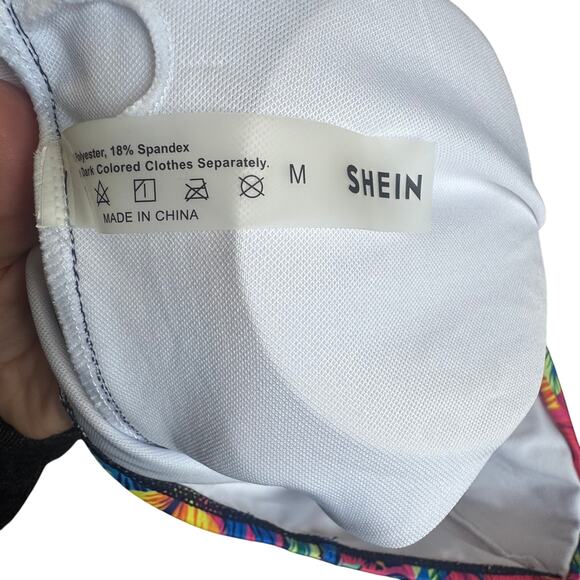 Polyester, 18% Spandex
Dark Colored Clothes Separately.
M
SHEIN
MADE IN CHINA